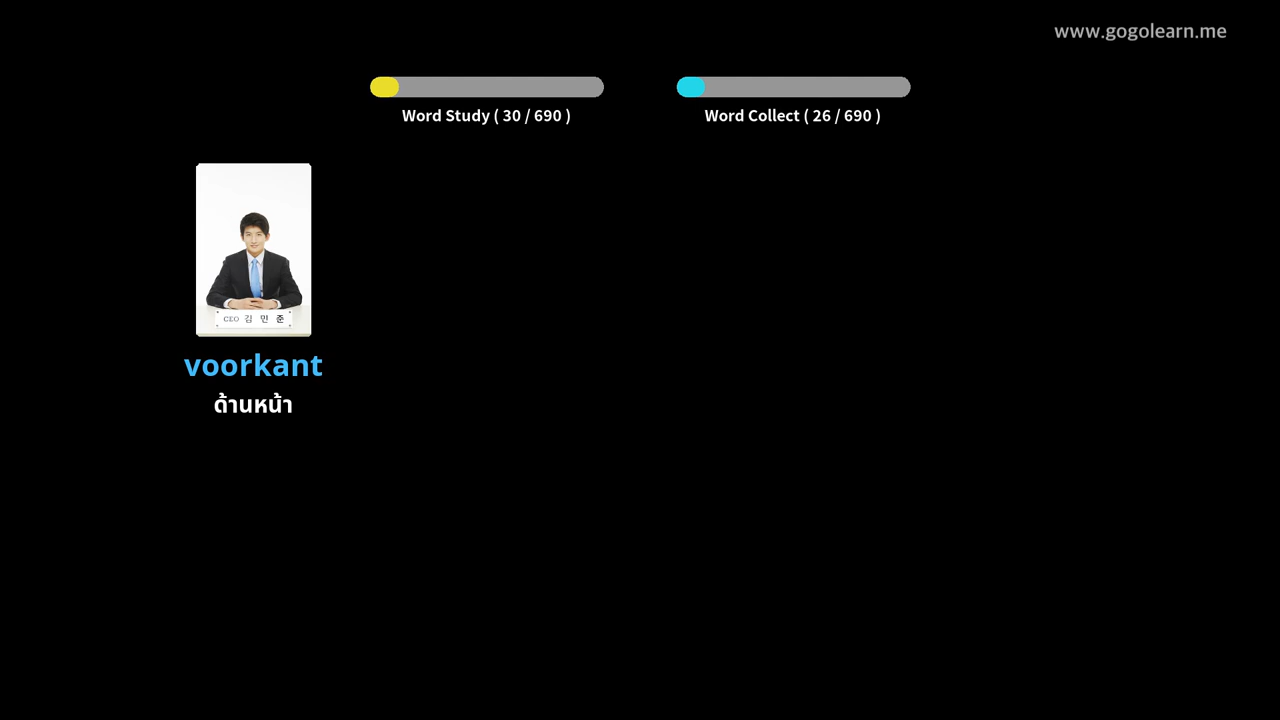 www.gogolearn.me
Word Study ( 30 / 690 )
Word Collect ( 26 / 690 )
CEO 김 민 준
voorkant
ด้านหน้า